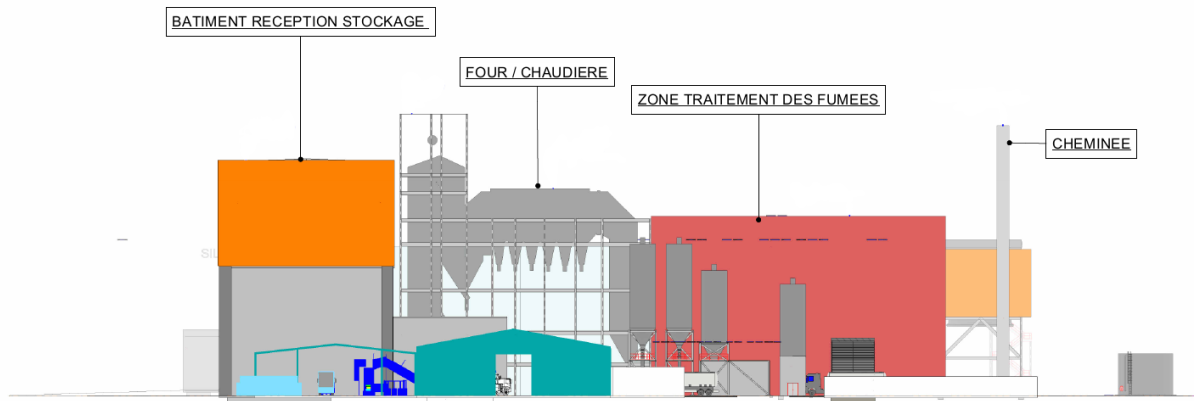 BATIMENT RECEPTION STOCKAGE
FOUR / CHAUDIERE
ZONE TRAITEMENT DES FUMEES
CHEMINEE